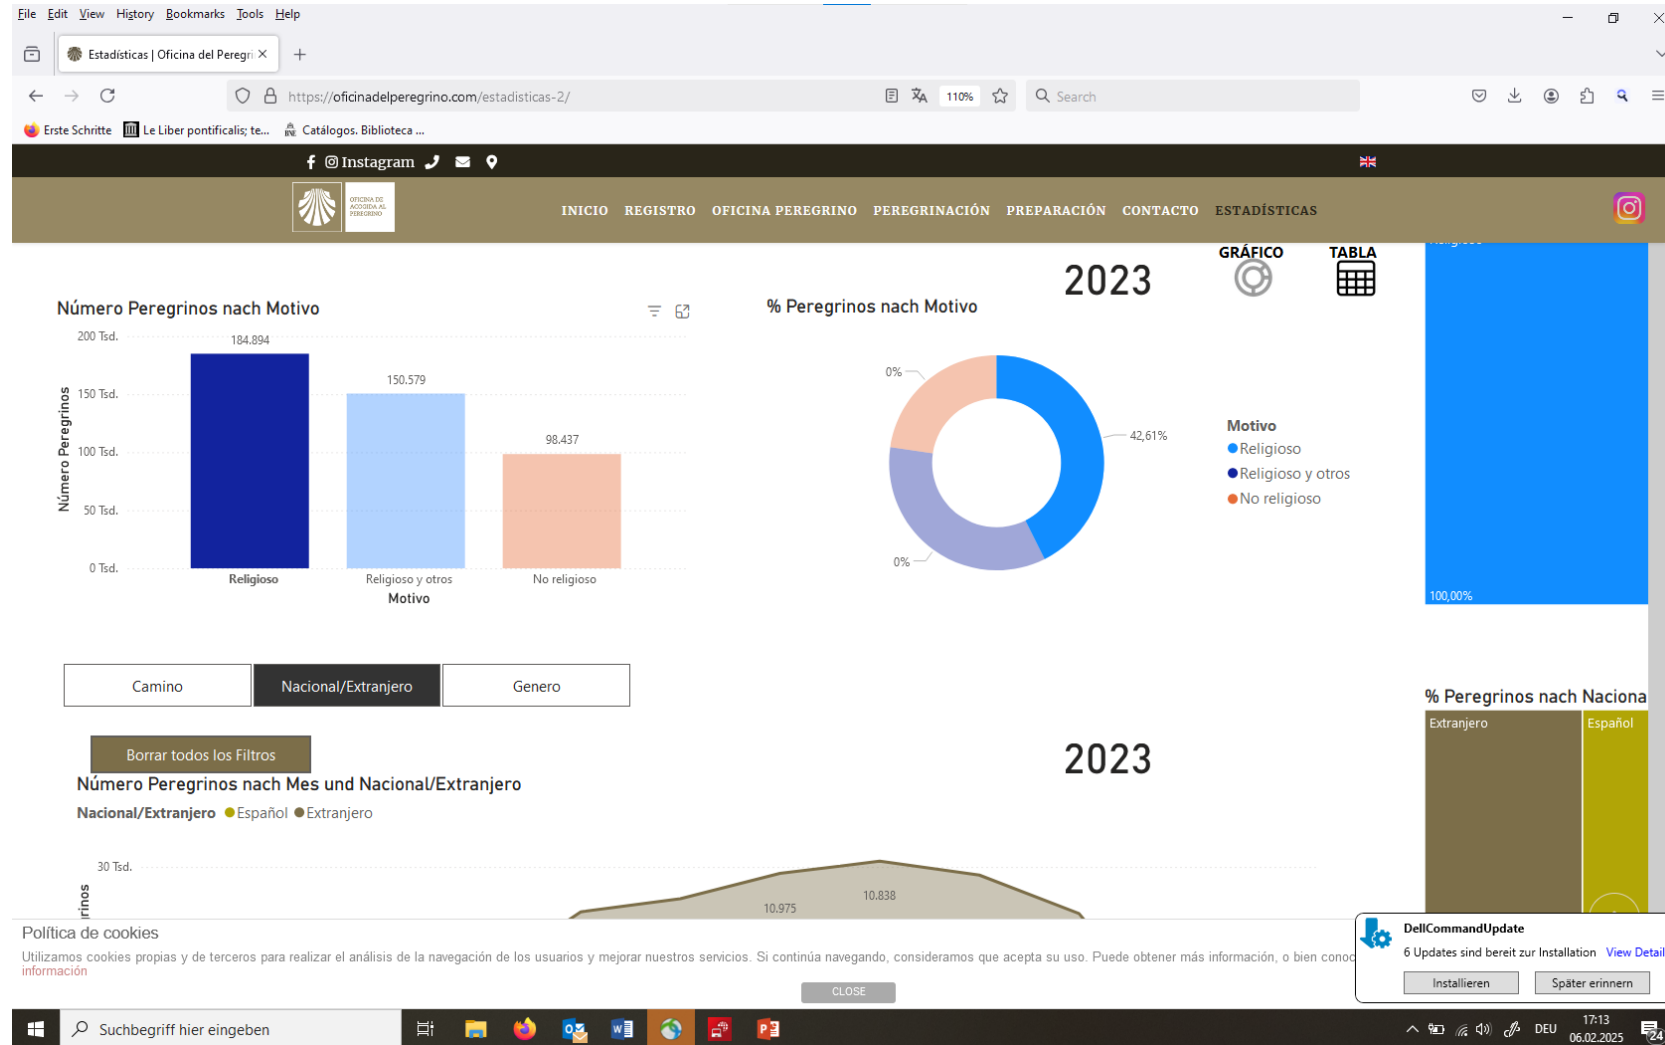 File Edit View History Bookmarks Tools Help
Estadísticas | Oficina del Peregri
https://oficinadelperegrino.com/estadisticas-2/
110%
Search
Erste Schritte Le Liber pontificalis; te... Catálogos. Biblioteca ...
Instagram
OFICINA DE
ACOGIDA AL
PEREGRINO
INICIO REGISTRO OFICINA PEREGRINO PEREGRINACIÓN PREPARACIÓN CONTACTO ESTADÍSTICAS
2023
GRÁFICO
TABLA
Número Peregrinos nach Motivo
200 Tsd.
150 Tsd.
100 Tsd.
50 Tsd.
0 Tsd.
Número Peregrinos
184.894
150.579
98.437
Religioso
Religioso y otros
No religioso
Motivo
% Peregrinos nach Motivo
0%
42,61%
0%
Motivo
Religioso
Religioso y otros
No religioso
100,00%
Camino
Nacional/Extranjero
Genero
% Peregrinos nach Naciona
Extranjero
Español
Borrar todos los Filtros
2023
Número Peregrinos nach Mes und Nacional/Extranjero
Nacional/Extranjero Español Extranjero
30 Tsd.
grinos
10.975
10.838
Política de cookies
Utilizamos cookies propias y de terceros para realizar el análisis de la navegación de los usuarios y mejorar nuestros servicios. Si continúa navegando, consideramos que acepta su uso. Puede obtener más información, o bien conoc
información
CLOSE
DellCommandUpdate
6 Updates sind bereit zur Installation View Detail
Installieren
Später erinnern
Suchbegriff hier eingeben
DEU
17:13
06.02.2025
24